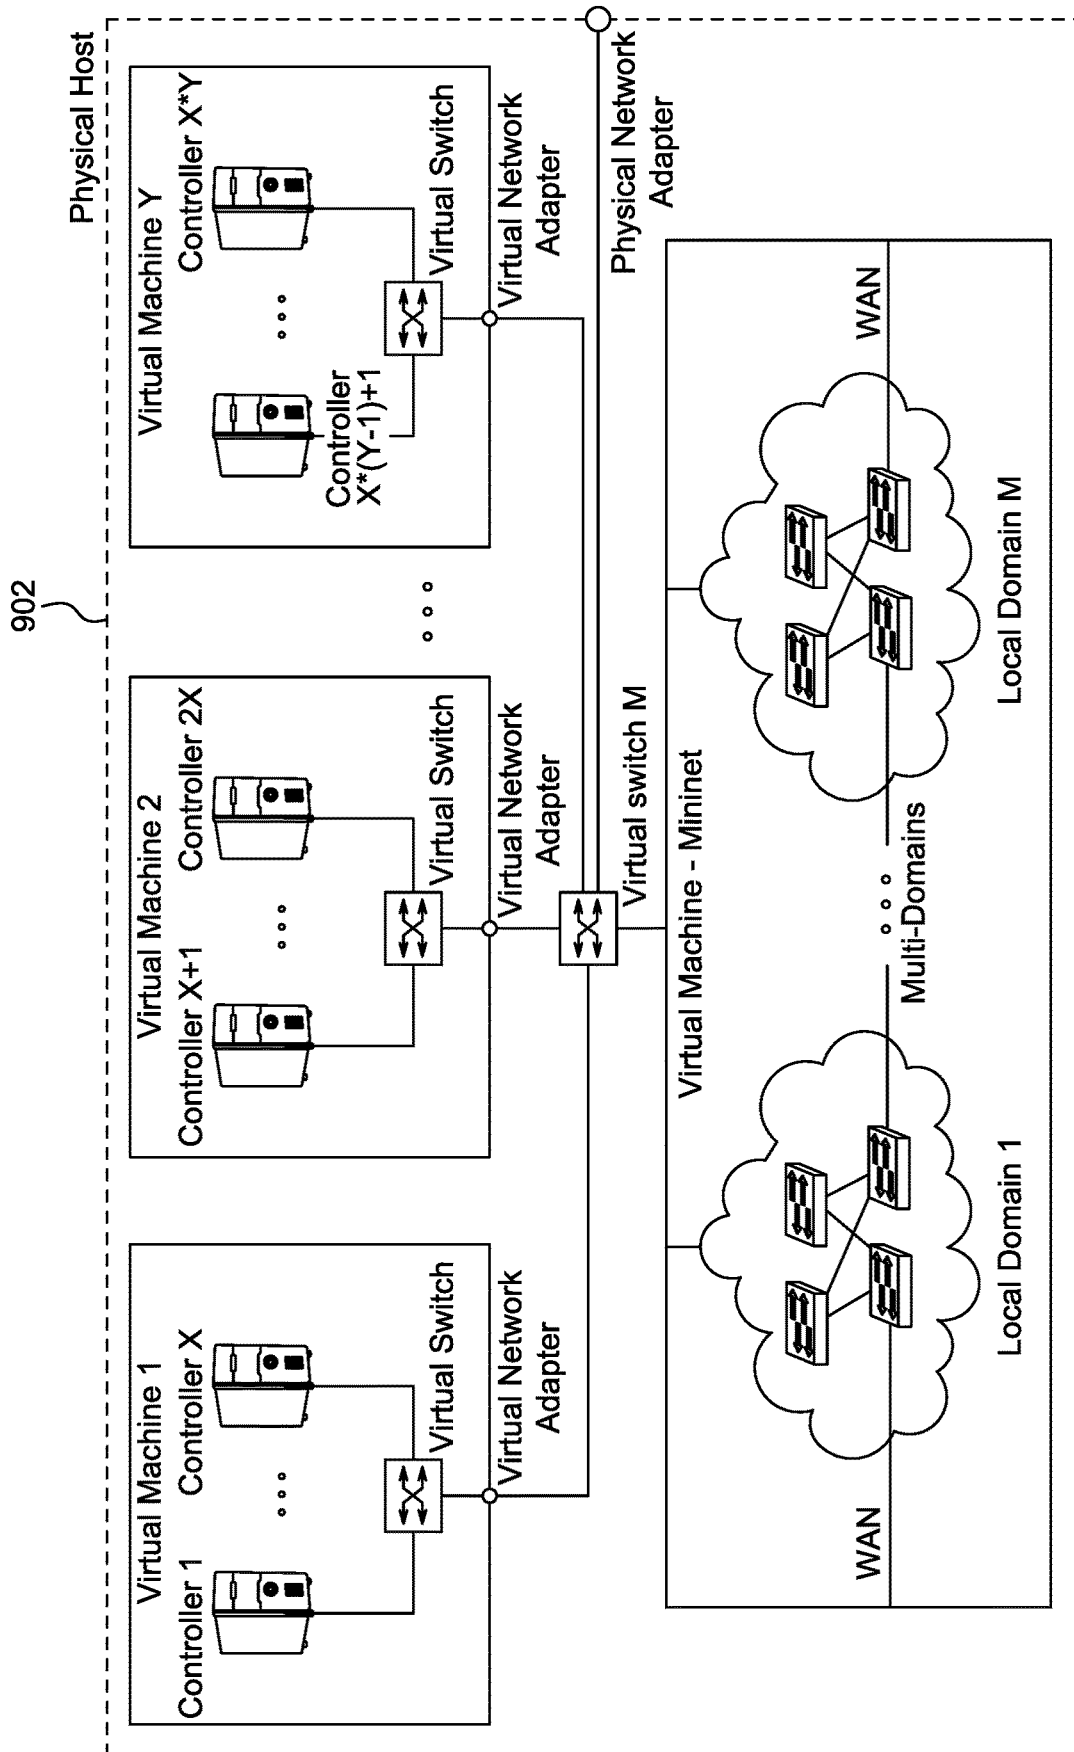 902
Physical Host
Virtual Machine 1
Controller 1
Controller X
Virtual Switch
Virtual Network
Adapter
Virtual Machine 2
Controller X+1
Controller 2X
Virtual Switch
Virtual Network
Adapter
Virtual Machine Y
Controller
X*(Y-1)+1
Controller X*Y
Virtual Switch
Virtual Network
Adapter
Virtual switch M
Physical Network
Adapter
Virtual Machine - Mininet
WAN
Local Domain 1
Multi-Domains
Local Domain M
WAN